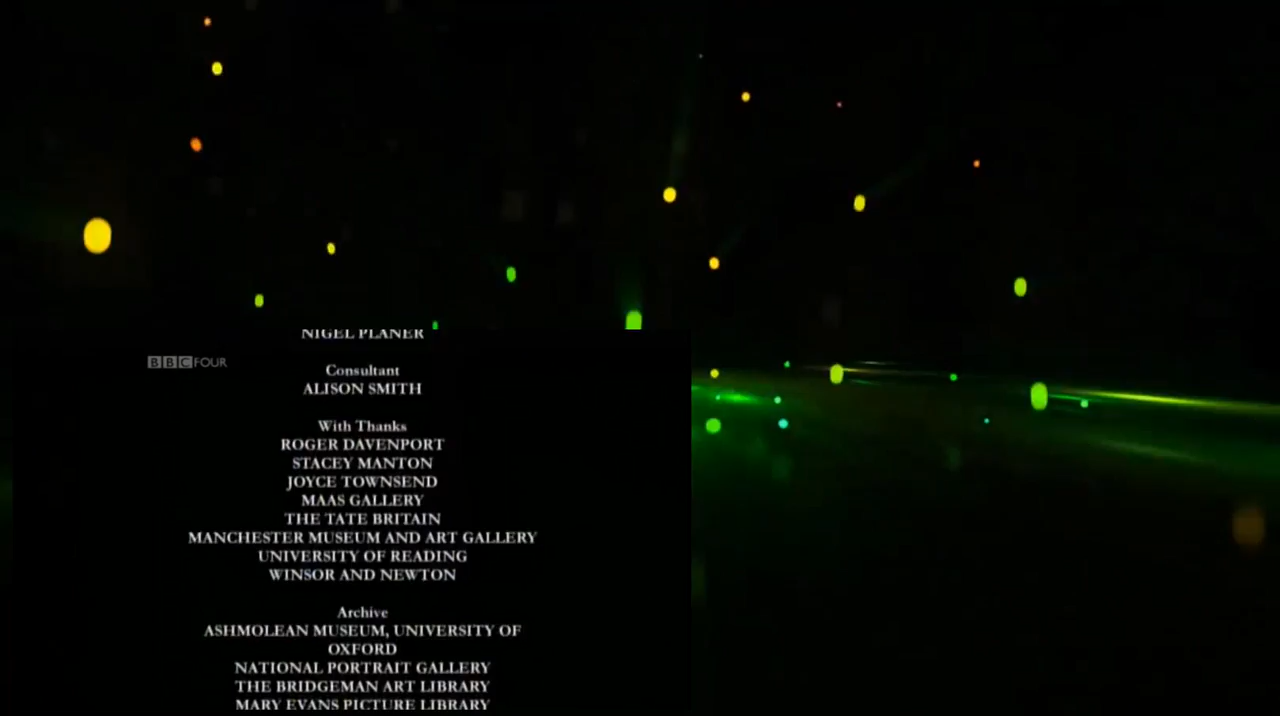 NIGEL PLANER
BBC FOUR
Consultant
ALISON SMITH
With Thanks
ROGER DAVENPORT
STACEY MANTON
JOYCE TOWNSEND
MAAS GALLERY
THE TATE BRITAIN
MANCHESTER MUSEUM AND ART GALLERY
UNIVERSITY OF READING
WINSOR AND NEWTON
Archive
ASHMOLEAN MUSEUM, UNIVERSITY OF
OXFORD
NATIONAL PORTRAIT GALLERY
THE BRIDGEMAN ART LIBRARY
MARY EVANS PICTURE LIBRARY